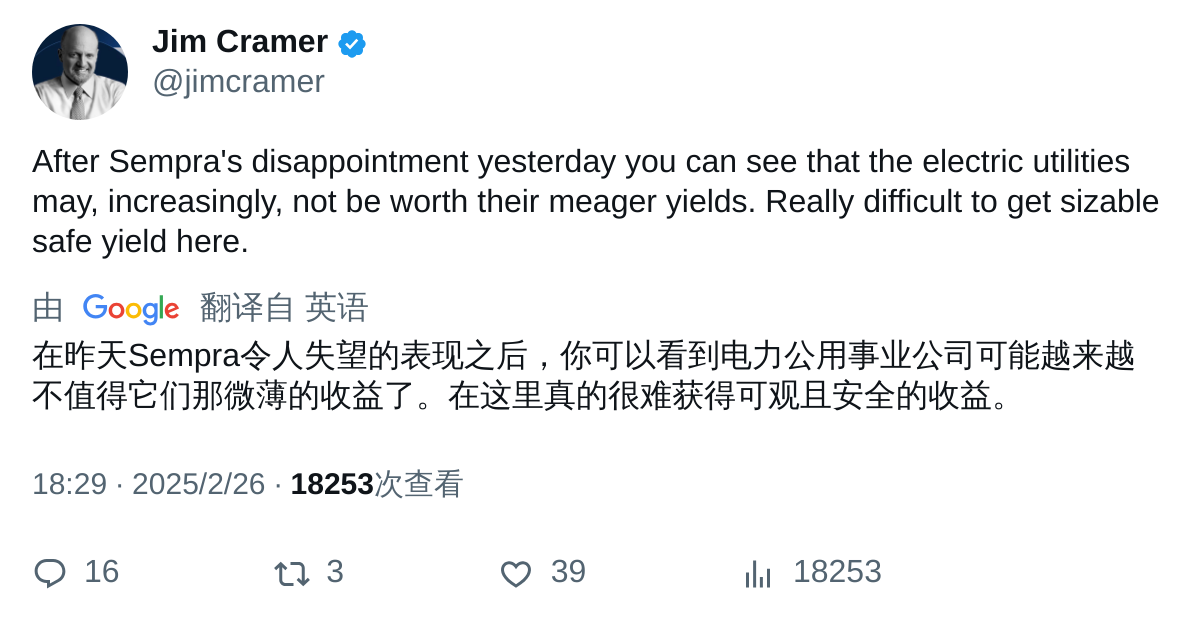 Jim Cramer
@jimcramer
After Sempra's disappointment yesterday you can see that the electric utilities
may, increasingly, not be worth their meager yields. Really difficult to get sizable
safe yield here.
由 Google 翻译自 英语
在昨天Sempra令人失望的表现之后，你可以看到电力公用事业公司可能越来越
不值得它们那微薄的收益了。在这里真的很难获得可观且安全的收益。
18:29 · 2025/2/26 · 18253次查看
16 3 39 18253